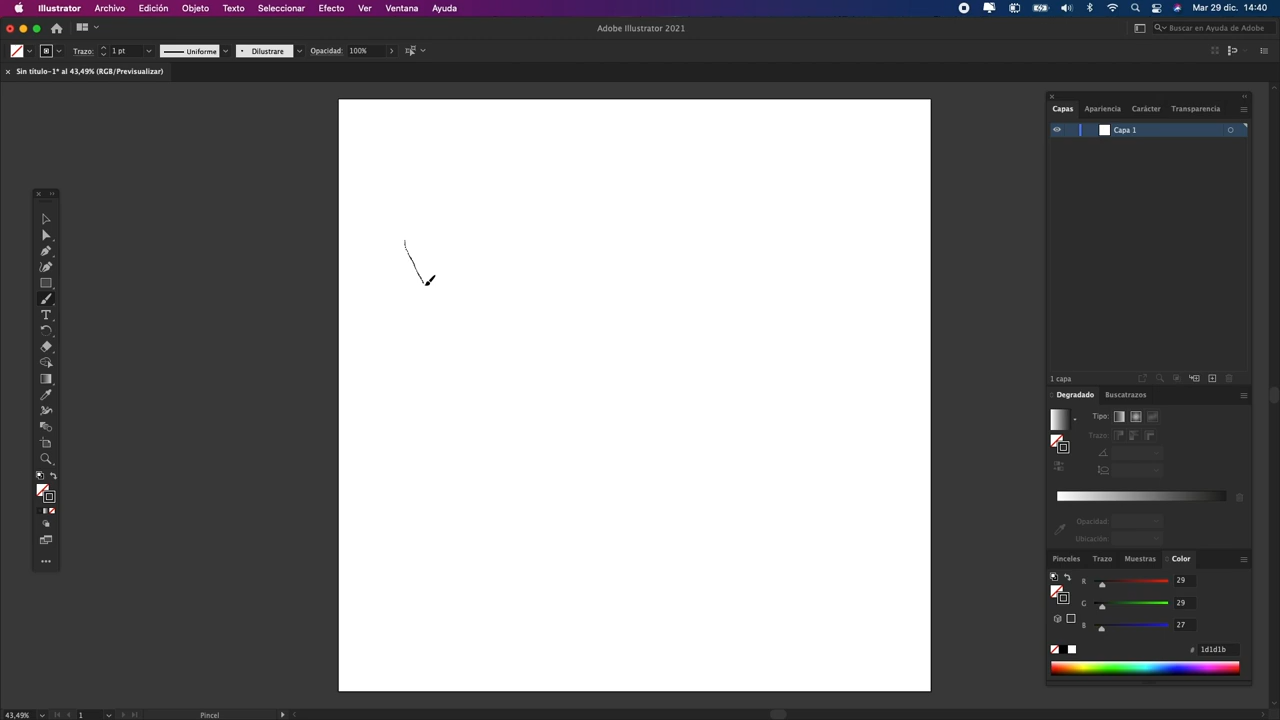 Illustrator Archivo Edición Objeto Texto Seleccionar Efecto Ver Ventana Ayuda Mar 29 dic. 14:40
Adobe Illustrator 2021 Buscar en Ayuda de Adobe
Trazo: 1 pt Uniforme Dilustrare Opacidad: 100%
Sin título-1* al 43,49% (RGB/Previsualizar)
Capas Apariencia Carácter Transparencia
Capa 1
1 capa
Degradado Buscatrazos
Tipo:
Trazo:
Opacidad:
Ubicación:
Pinceles Trazo Muestras Color
R 29
G 29
B 27
# 1d1d1b
43,49% 1 Pincel